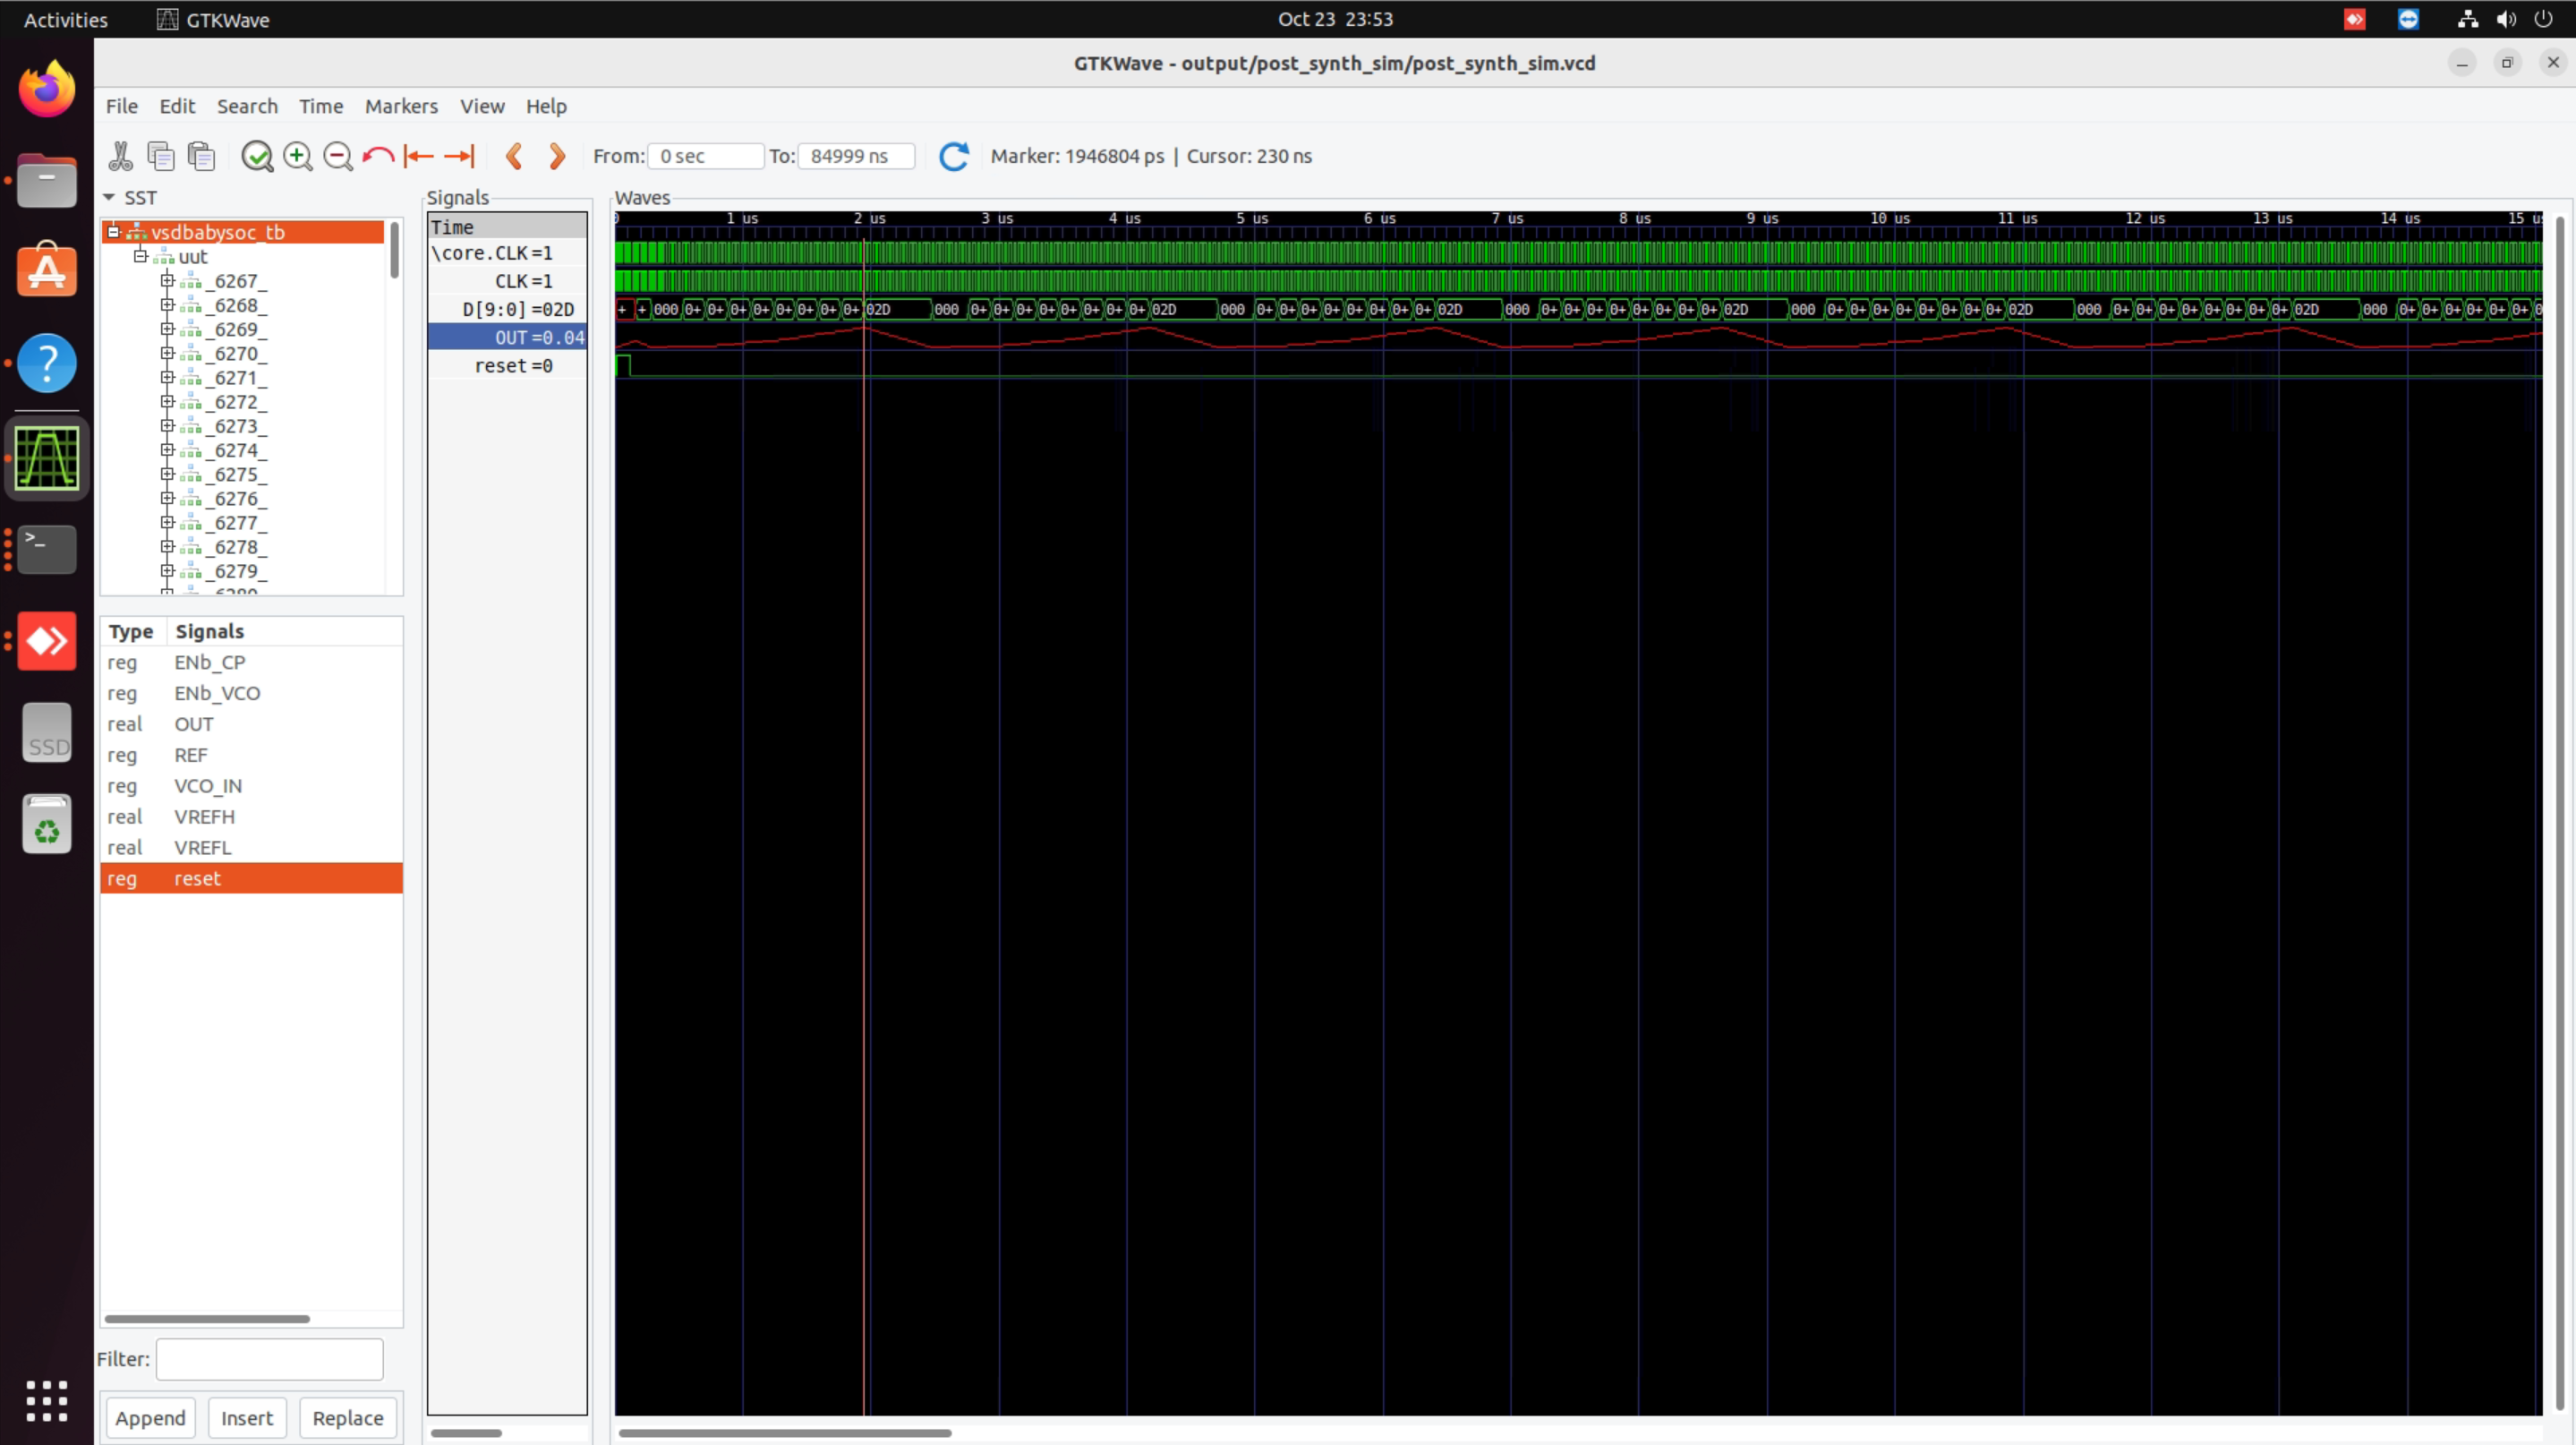 Activities GTKWave Oct 23 23:53
GTKWave - output/post_synth_sim/post_synth_sim.vcd
File Edit Search Time Markers View Help
From: 0 sec To: 84999 ns Marker: 1946804 ps | Cursor: 230 ns
SST
vsdbabysoc_tb
uut
_6267_
_6268_
_6269_
_6270_
_6271_
_6272_
_6273_
_6274_
_6275_
_6276_
_6277_
_6278_
_6279_
Type Signals
reg ENb_CP
reg ENb_VCO
real OUT
reg REF
reg VCO_IN
real VREFH
real VREFL
reg reset
Filter:
Append Insert Replace
Signals
Time
\core.CLK=1
CLK=1
D[9:0]=02D
OUT=0.04
reset=0
Waves
1 us 2 us 3 us 4 us 5 us 6 us 7 us 8 us 9 us 10 us 11 us 12 us 13 us 14 us 15 us
+ + 000 0+ 0+ 0+ 0+ 0+ 0+ 0+ 0+ 02D 000 0+ 0+ 0+ 0+ 0+ 0+ 0+ 0+ 02D 000 0+ 0+ 0+ 0+ 0+ 0+ 0+ 0+ 02D 000 0+ 0+ 0+ 0+ 0+ 0+ 0+ 0+ 02D 000 0+ 0+ 0+ 0+ 0+ 0+ 0+ 0+ 02D 000 0+ 0+ 0+ 0+ 0+ 0+ 0+ 0+ 02D 000 0+ 0+ 0+ 0+ 0+ 0+
SSD